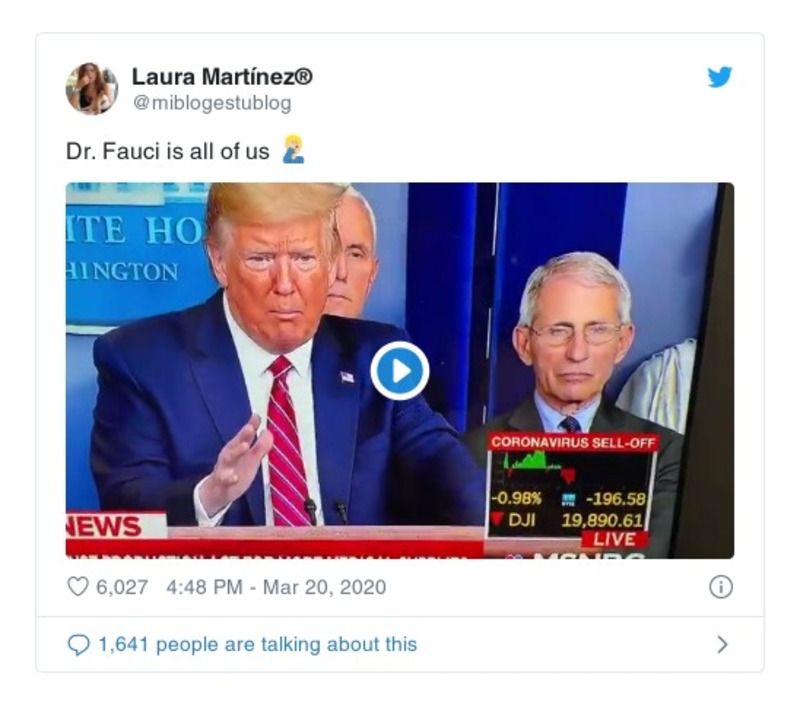 Laura Martínez®
@miblogestublog
Dr. Fauci is all of us
ITE HO
HINGTON
CORONAVIRUS SELL-OFF
-0.98% -196.58
DJI 19,890.61
LIVE
NEWS
MSNBC
6,027 4:48 PM - Mar 20, 2020
1,641 people are talking about this